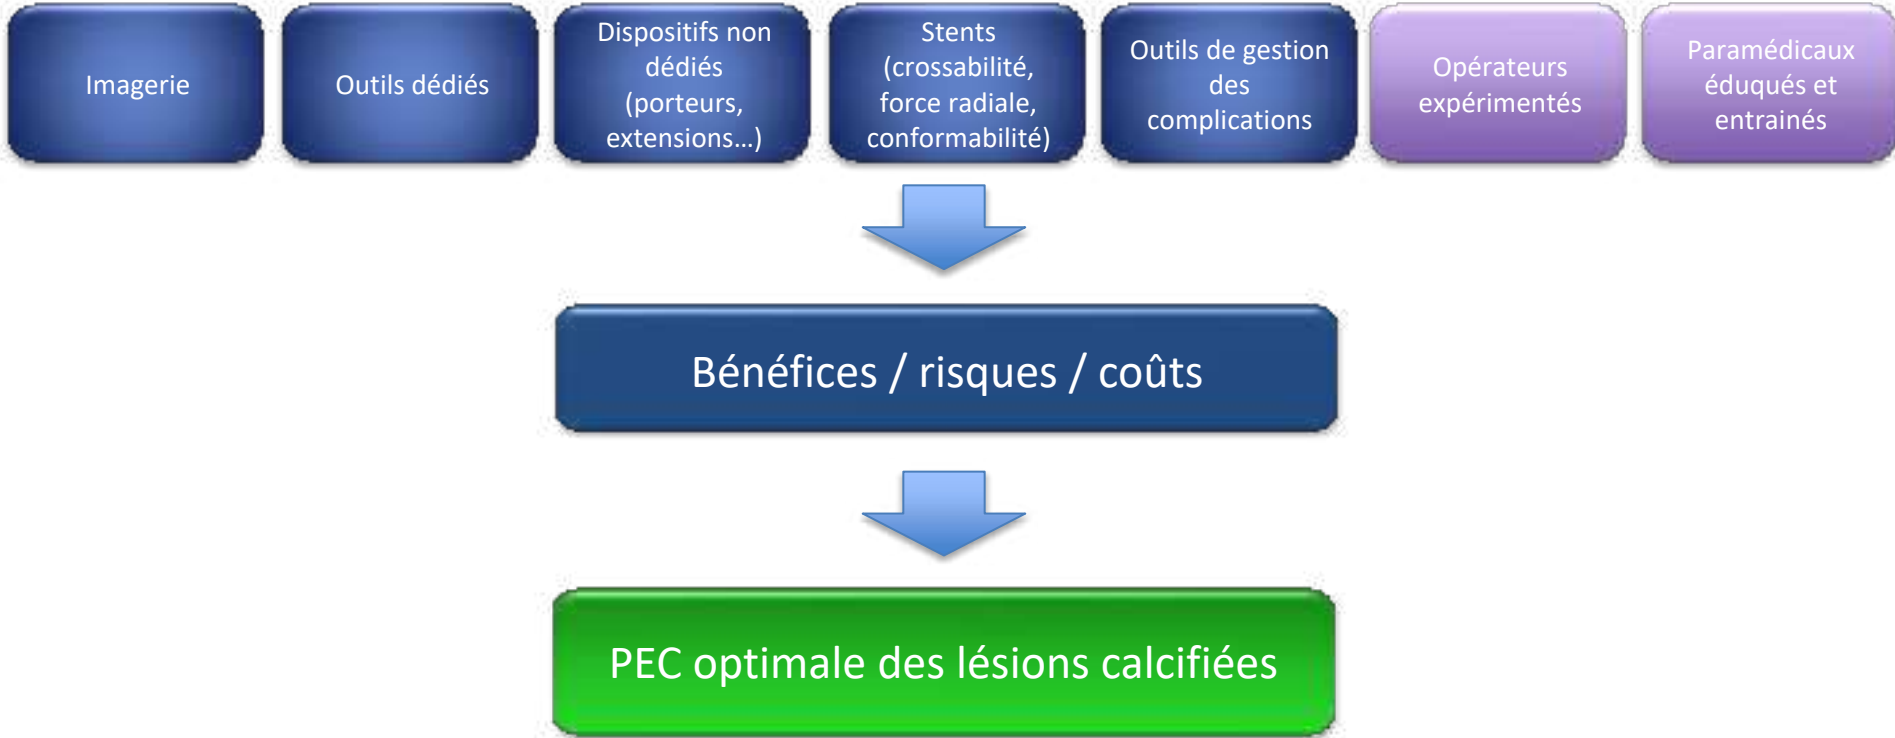 Imagerie
Outils dédiés
Dispositifs non
dédiés
(porteurs,
extensions…)
Stents
(crossabilité,
force radiale,
conformabilité)
Outils de gestion
des
complications
Opérateurs
expérimentés
Paramédicaux
éduqués et
entrainés
Bénéfices / risques / coûts
PEC optimale des lésions calcifiées